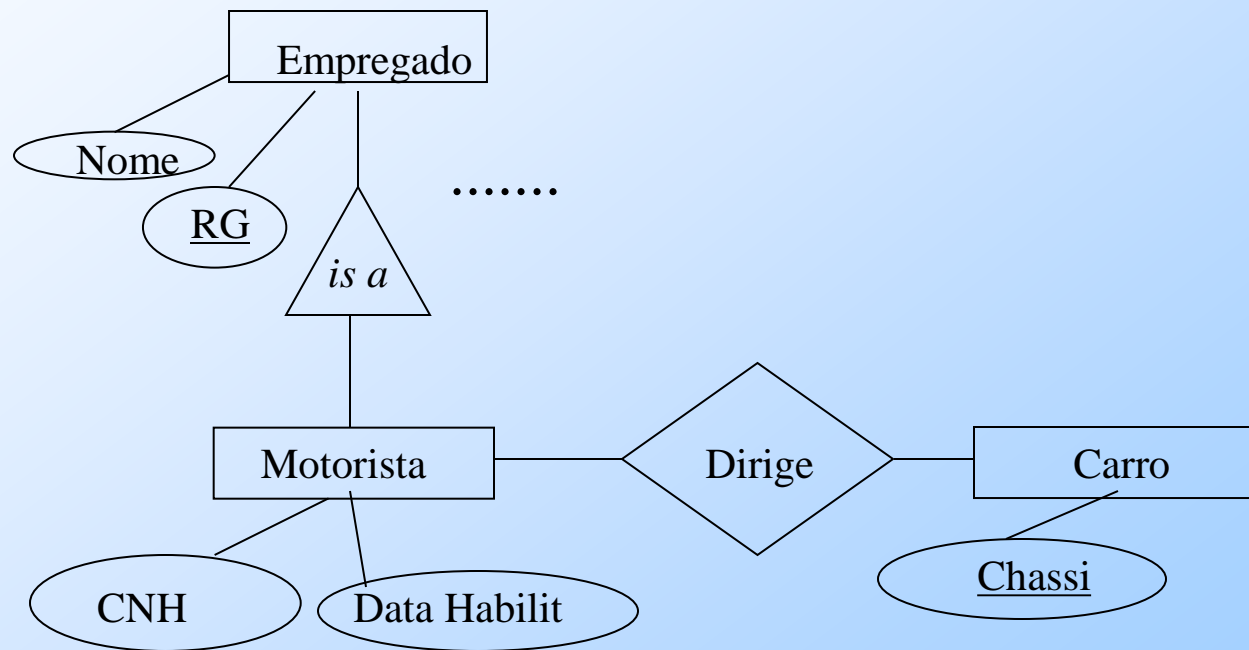 Empregado
Nome
RG
.......
is a
Motorista
Dirige
Carro
CNH
Data Habilit
Chassi